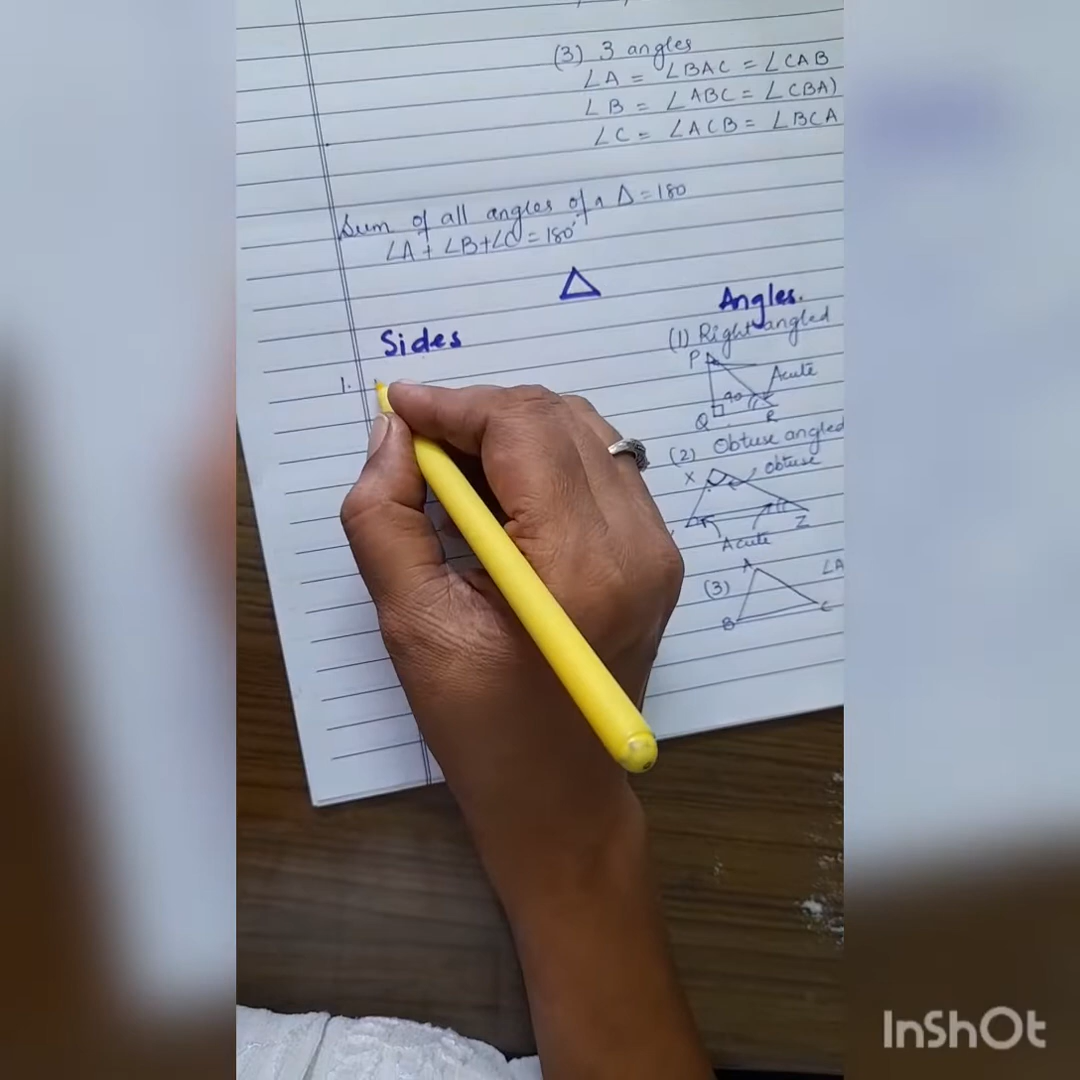 (3) 3 angles
∠A = ∠BAC = ∠CAB
∠B = ∠ABC = ∠CBA)
∠C = ∠ACB = ∠BCA
Sum of all angles of a Δ = 180
∠A + ∠B + ∠C = 180°
Δ
Sides
1.
Angles.
(1) Right angled
P
Acute
90
Q
R
(2) Obtuse angled
X
obtuse
Z
Acute
(3)
A
∠A
B
C
InShOt